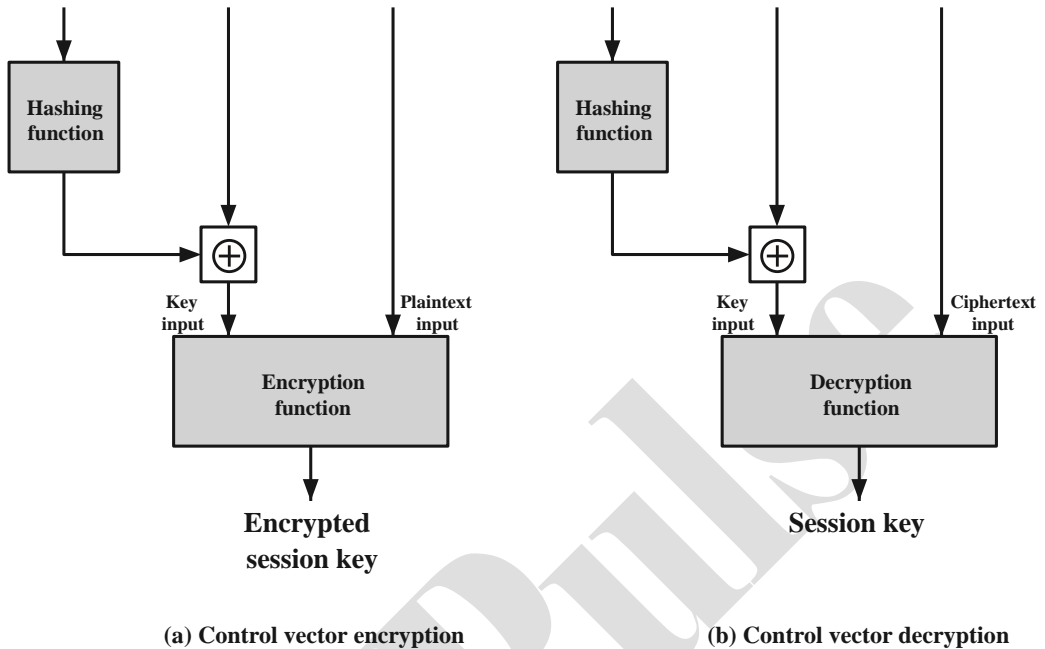 Hashing
function
Hashing
function
Key
input
Plaintext
input
Key
input
Ciphertext
input
Encryption
function
Decryption
function
Encrypted
session key
Session key
(a) Control vector encryption
(b) Control vector decryption
Puls